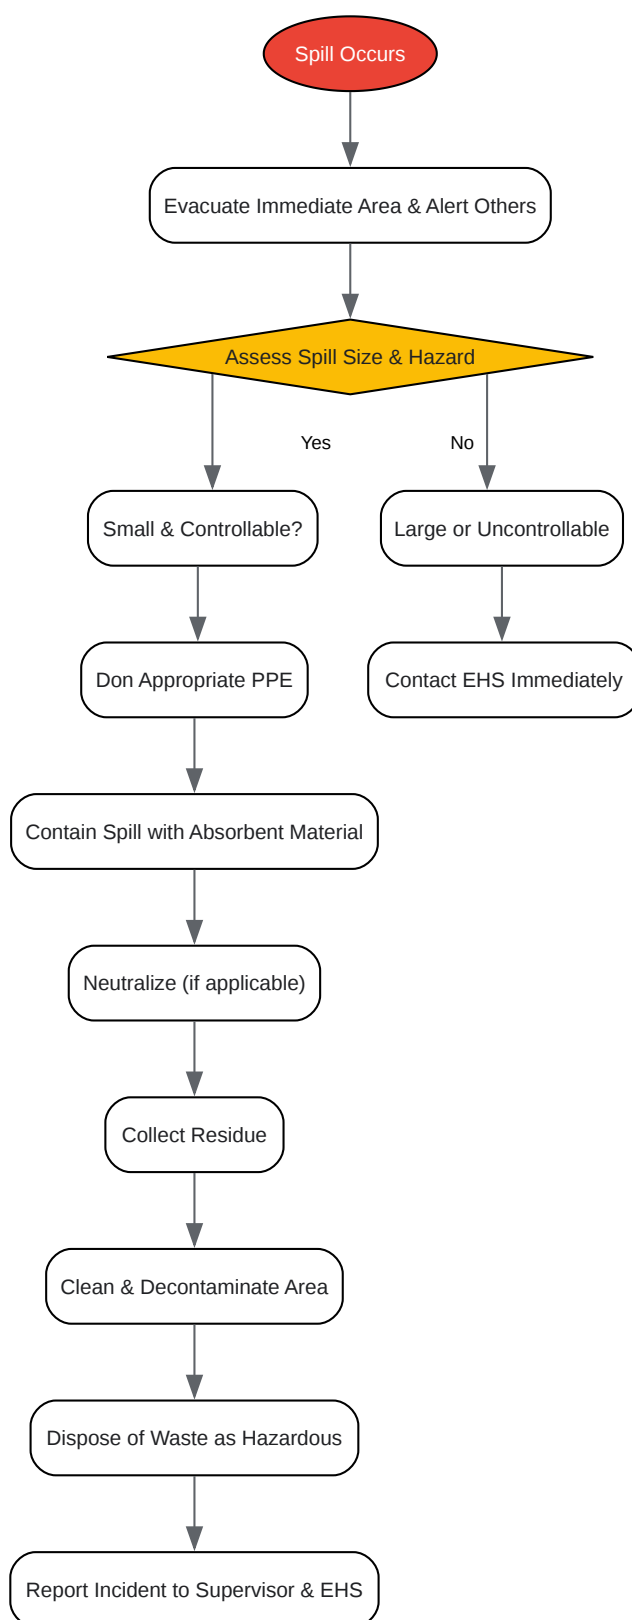 Spill Occurs
Evacuate Immediate Area & Alert Others
Assess Spill Size & Hazard
Yes
No
Small & Controllable?
Large or Uncontrollable
Don Appropriate PPE
Contact EHS Immediately
Contain Spill with Absorbent Material
Neutralize (if applicable)
Collect Residue
Clean & Decontaminate Area
Dispose of Waste as Hazardous
Report Incident to Supervisor & EHS